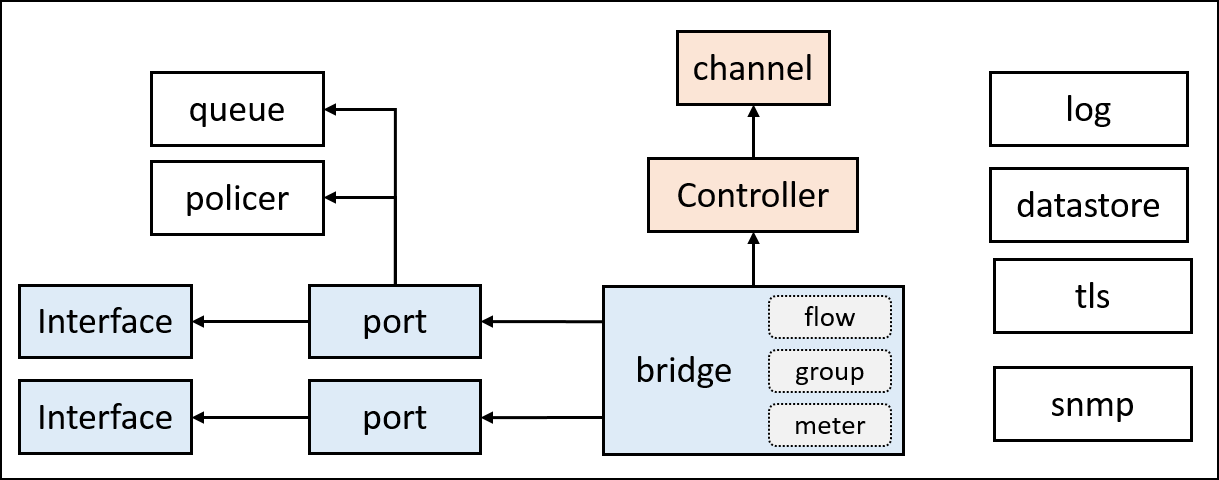 channel
queue
log
policer
Controller
datastore
Interface
port
bridge
flow
group
meter
tls
Interface
port
snmp